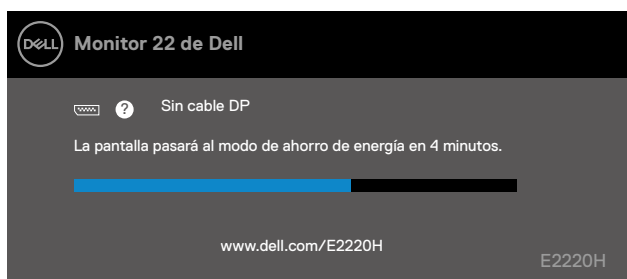 DELL
Monitor 22 de Dell
? Sin cable DP
La pantalla pasará al modo de ahorro de energía en 4 minutos.
www.dell.com/E2220H
E2220H